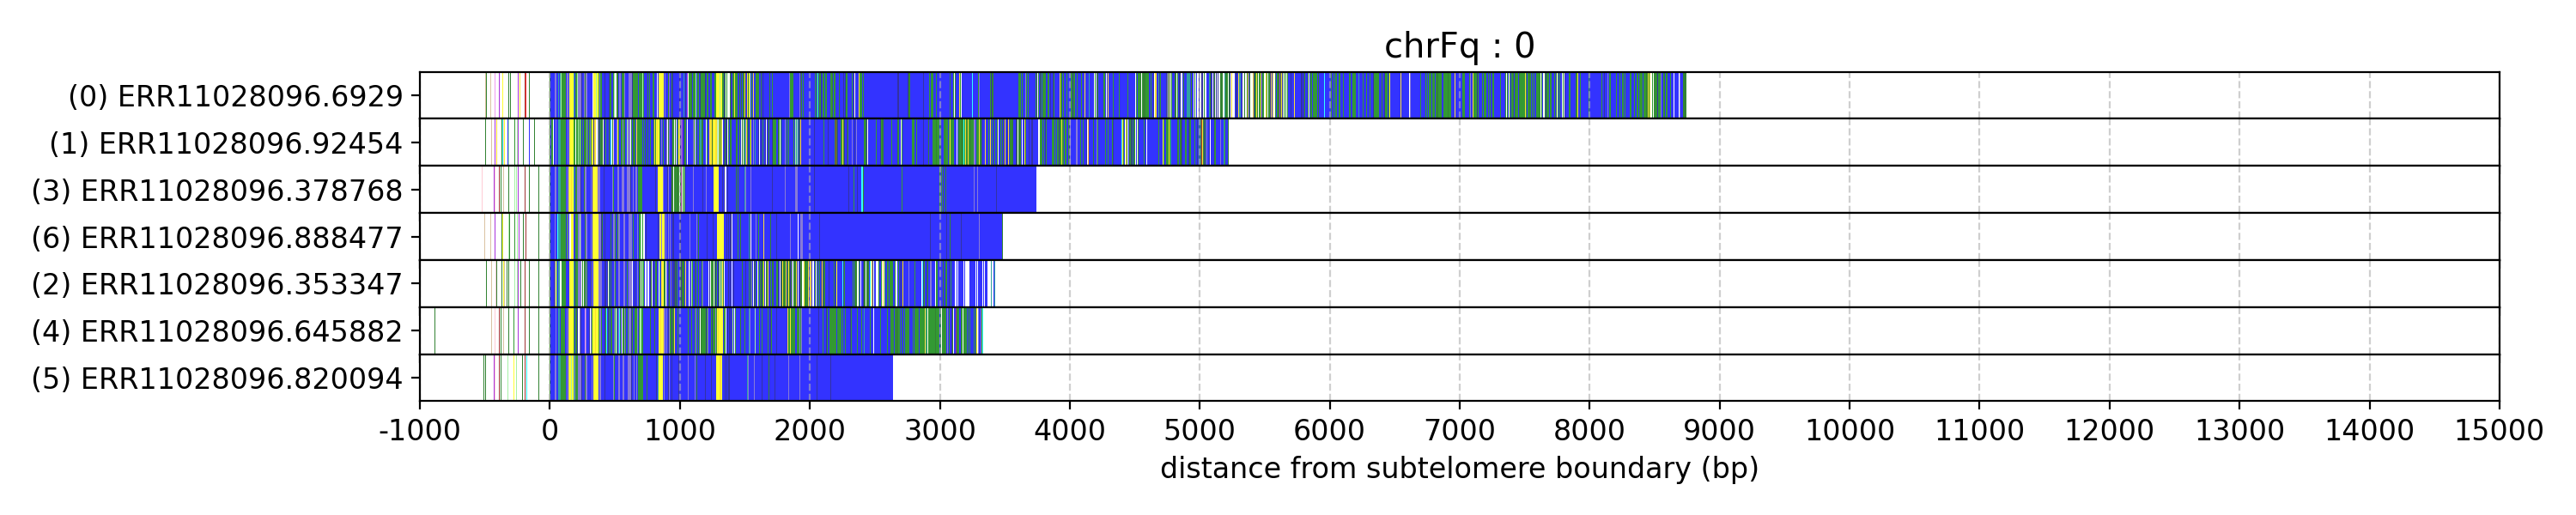 chrFq : 0
(0) ERR11028096.6929
(1) ERR11028096.92454
(3) ERR11028096.378768
(6) ERR11028096.888477
(2) ERR11028096.353347
(4) ERR11028096.645882
(5) ERR11028096.820094
-1000 0 1000 2000 3000 4000 5000 6000 7000 8000 9000 10000 11000 12000 13000 14000 15000
distance from subtelomere boundary (bp)